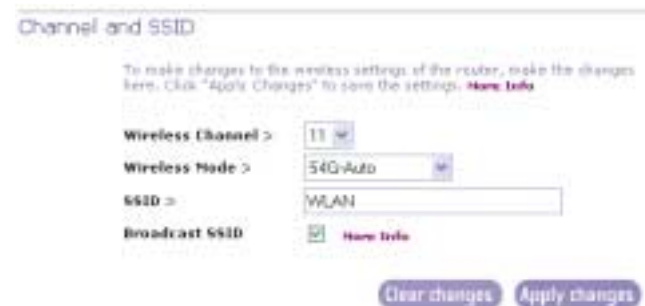 Channel and SSID
To make changes to the wireless settings of the router, make the changes
here. Click "Apply Changes" to save the settings. More Info
Wireless Channel > 11
Wireless Mode > 54G-Auto
SSID > WLAN
Broadcast SSID More Info
Clear changes Apply changes